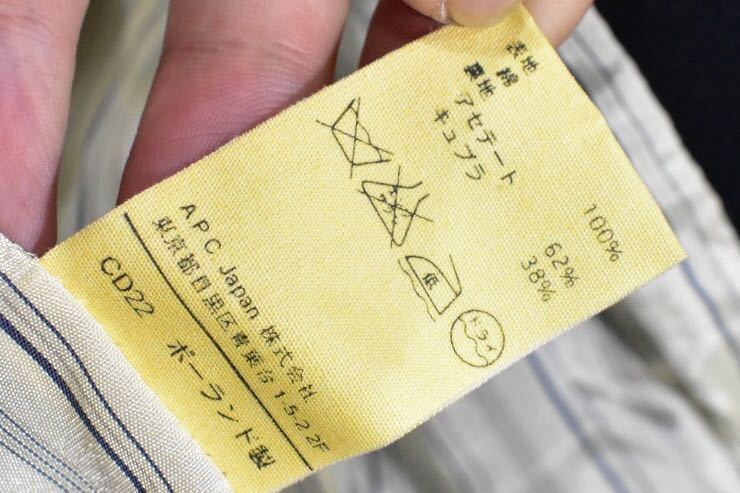 表地
綿 100%
裏地
アセテート 62%
キュプラ 38%
低
ドライ
APC Japan 株式会社
東京都目黒区青葉台 1-5-2 2F
CD22 ポーランド製